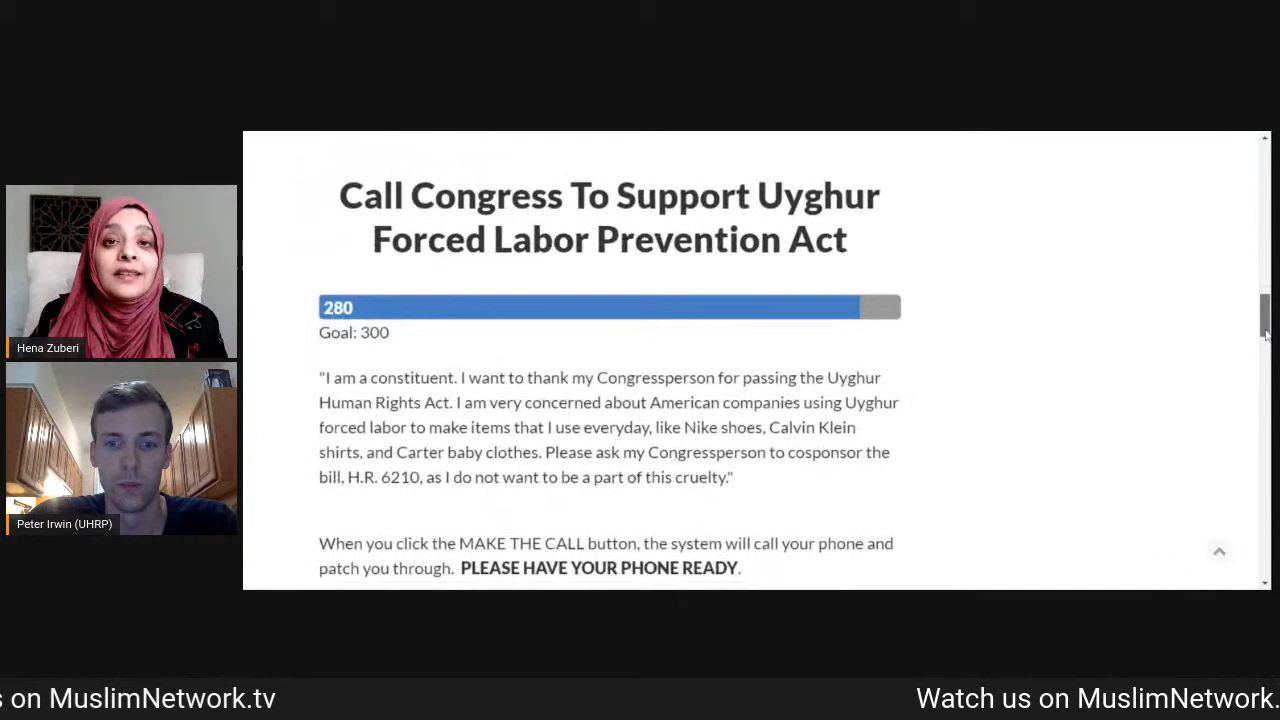 Call Congress To Support Uyghur
Forced Labor Prevention Act
280
Goal: 300
"I am a constituent. I want to thank my Congressperson for passing the Uyghur
Human Rights Act. I am very concerned about American companies using Uyghur
forced labor to make items that I use everyday, like Nike shoes, Calvin Klein
shirts, and Carter baby clothes. Please ask my Congressperson to cosponsor the
bill, H.R. 6210, as I do not want to be a part of this cruelty."
When you click the MAKE THE CALL button, the system will call your phone and
patch you through. PLEASE HAVE YOUR PHONE READY.
Hena Zuberi
Peter Irwin (UHRP)
s on MuslimNetwork.tv
Watch us on MuslimNetwork.